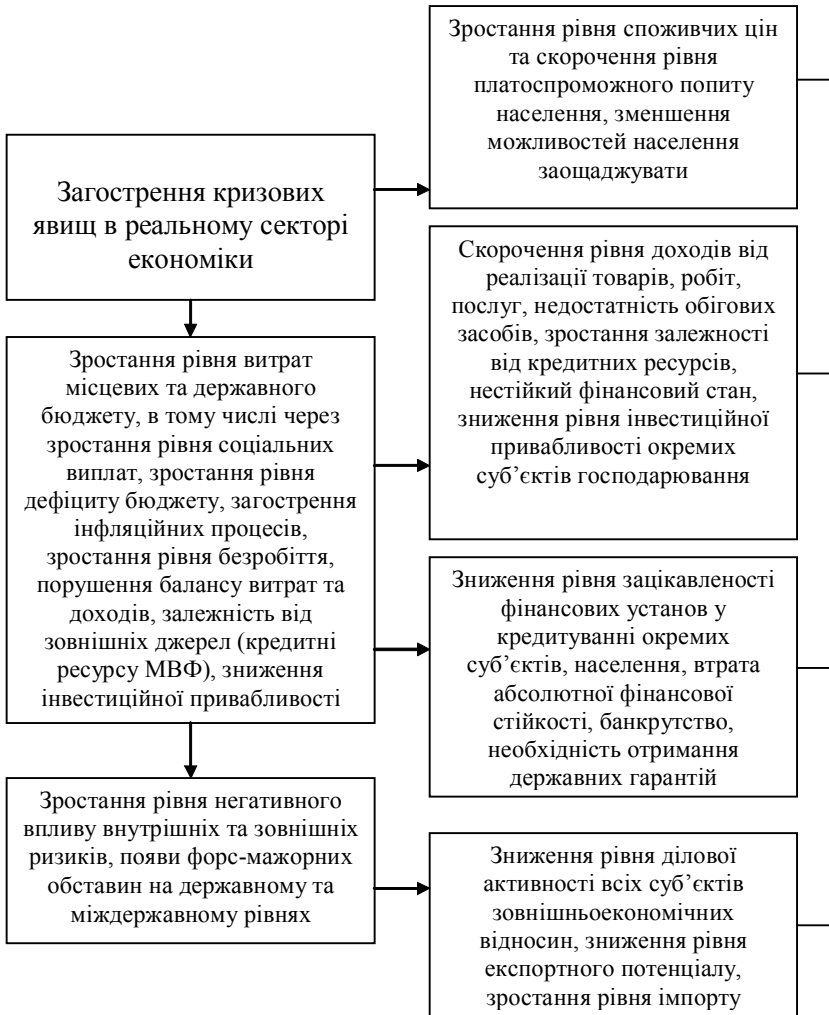 Зростання рівня споживчих цін
та скорочення рівня
платоспроможного попиту
населення, зменшення
можливостей населення
заощаджувати
Загострення кризових
явищ в реальному секторі
економіки
Скорочення рівня доходів від
реалізації товарів, робіт,
послуг, недостатність обігових
засобів, зростання залежності
від кредитних ресурсів,
нестійкий фінансовий стан,
зниження рівня інвестиційної
привабливості окремих
суб’єктів господарювання
Зростання рівня витрат
місцевих та державного
бюджету, в тому числі через
зростання рівня соціальних
виплат, зростання рівня
дефіциту бюджету, загострення
інфляційних процесів,
зростання рівня безробіття,
порушення балансу витрат та
доходів, залежність від
зовнішніх джерел (кредитні
ресурсу МВФ), зниження
інвестиційної привабливості
Зниження рівня зацікавленості
фінансових установ у
кредитуванні окремих
суб’єктів, населення, втрата
абсолютної фінансової
стійкості, банкрутство,
необхідність отримання
державних гарантій
Зростання рівня негативного
впливу внутрішніх та зовнішніх
ризиків, появи форс-мажорних
обставин на державному та
міждержавному рівнях
Зниження рівня ділової
активності всіх суб’єктів
зовнішньоекономічних
відносин, зниження рівня
експортного потенціалу,
зростання рівня імпорту